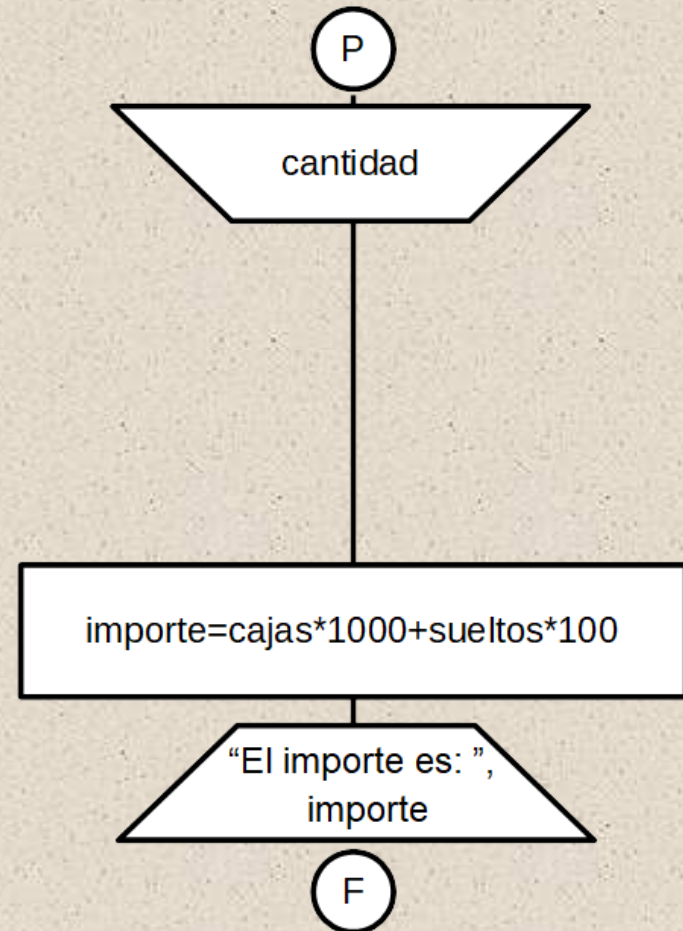 P
cantidad
importe=cajas*1000+sueltos*100
“El importe es: ”,
importe
F